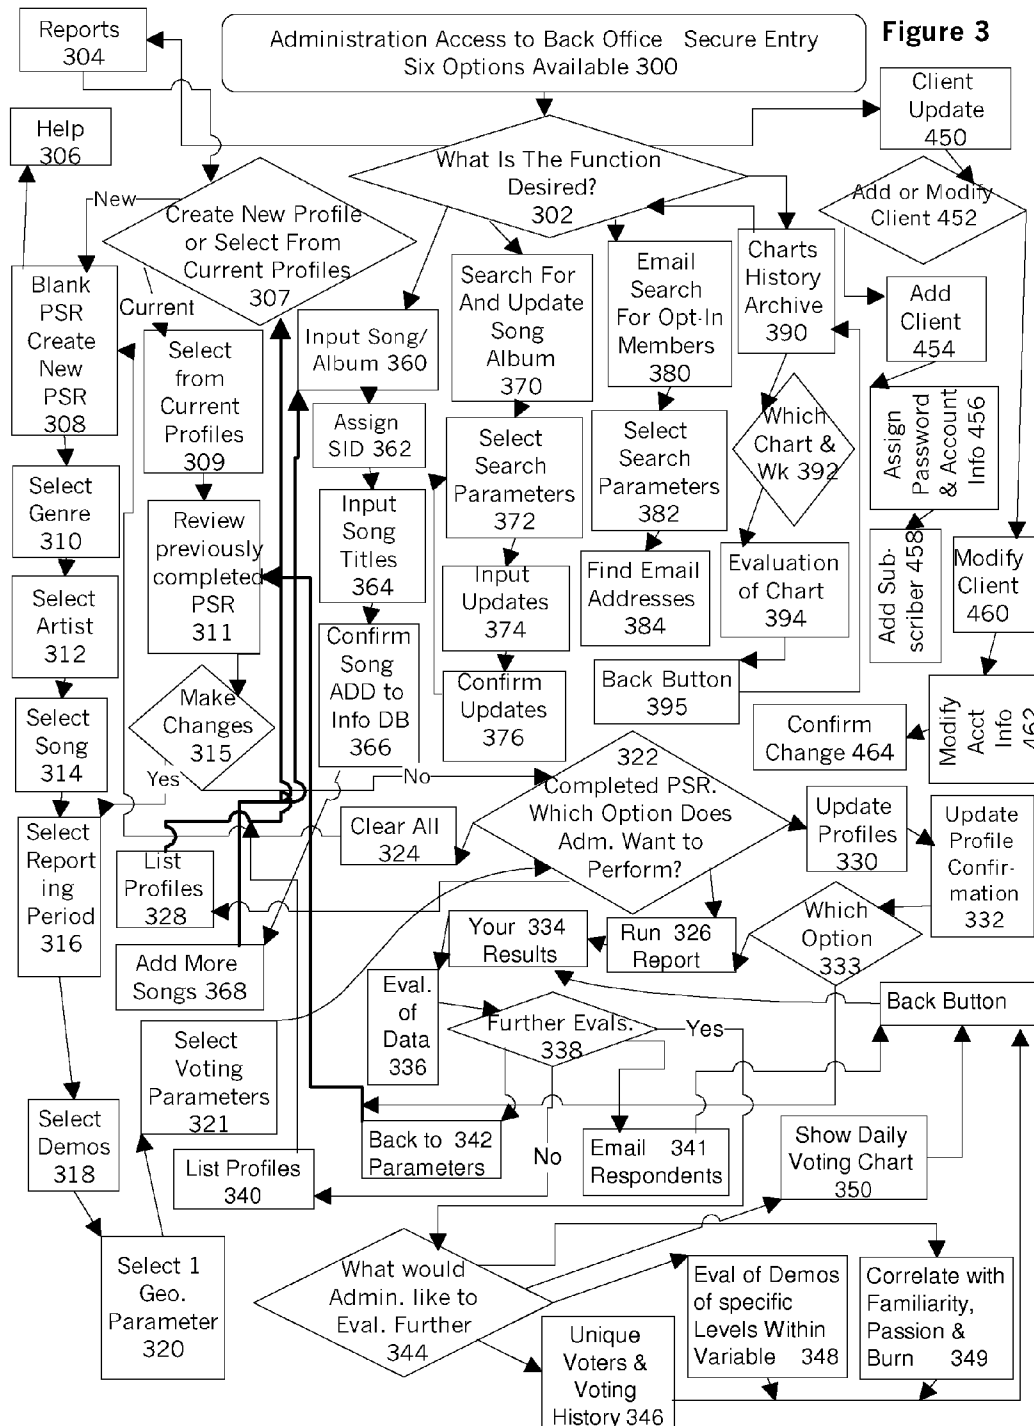 Figure 3
Administration Access to Back Office Secure Entry
Six Options Available 300
Reports
304
Client
Update
450
Help
306
What Is The Function
Desired?
302
Add or Modify
Client 452
New
Create New Profile
or Select From
Current Profiles
307
Current
Blank
PSR
Create
New
PSR
308
Select
from
Current
Profiles
309
Input Song/
Album 360
Search For
And Update
Song
Album
370
Email
Search
For Opt-In
Members
380
Charts
History
Archive
390
Add
Client
454
Assign
SID 362
Select
Search
Parameters
372
Select
Search
Parameters
382
Which
Chart &
Wk 392
Assign
Password
& Account
Info 456
Select
Genre
310
Review
previously
completed
PSR
311
Input
Song
Titles
364
Input
Updates
374
Find Email
Addresses
384
Evaluation
of Chart
394
Add Sub-
scriber 458
Modify
Client
460
Select
Artist
312
Confirm
Song
ADD to
Info DB
366
Confirm
Updates
376
Back Button
395
Modify
Acct
Info
462
Confirm
Change 464
Select
Song
314
Make
Changes
315
Yes
No
322
Completed PSR.
Which Option Does
Adm. Want to
Perform?
Select
Report
ing
Period
316
Clear All
324
Update
Profiles
330
Update
Profile
Confir-
mation
332
List
Profiles
328
Which
Option
333
Your 334
Results
Run 326
Report
Add More
Songs 368
Eval.
of
Data
336
Further Evals.
338
Yes
Back Button
Select
Voting
Parameters
321
Select
Demos
318
Back to 342
Parameters
No
Email 341
Respondents
Show Daily
Voting Chart
350
List Profiles
340
Select 1
Geo.
Parameter
320
What would
Admin. like to
Eval. Further
344
Eval of Demos
of specific
Levels Within
Variable 348
Correlate with
Familiarity,
Passion &
Burn 349
Unique
Voters &
Voting
History 346